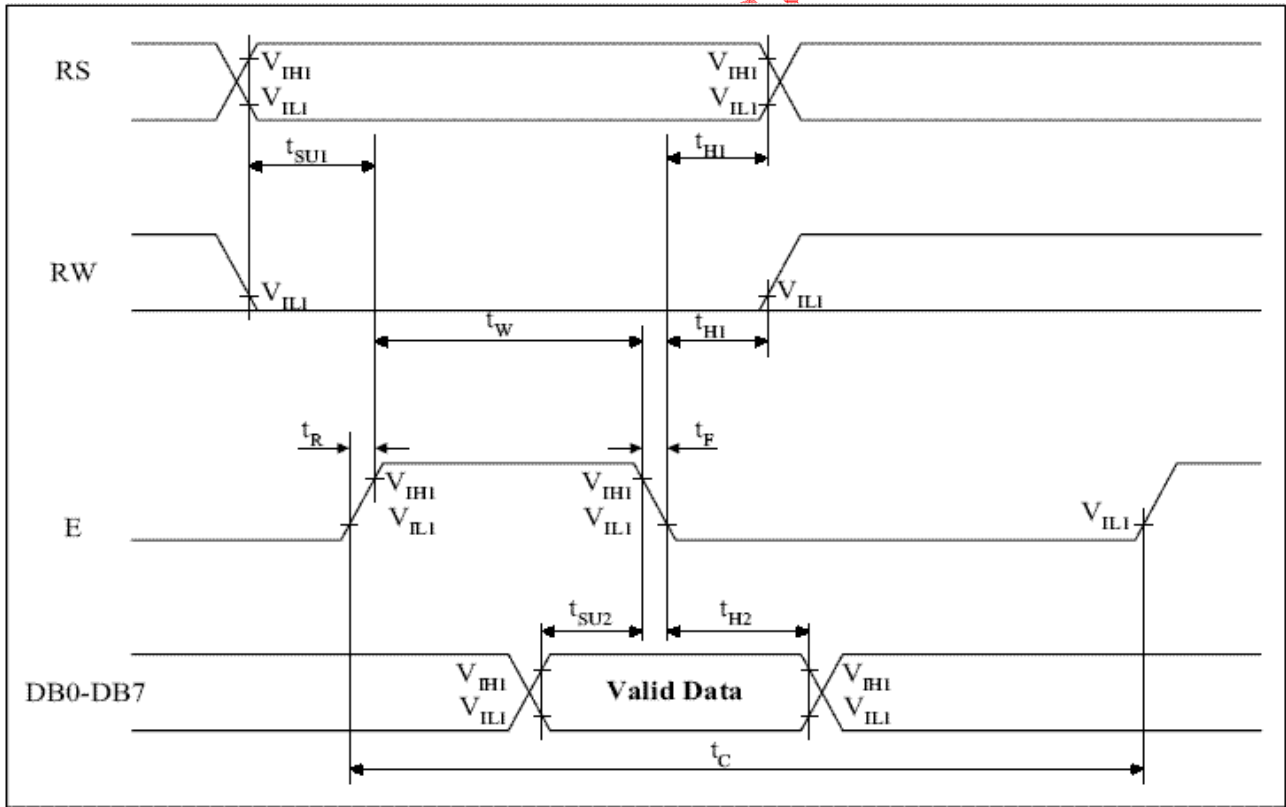 RS
V_IH1
V_IL1
V_IH1
V_IL1
t_SU1
t_H1
RW
V_IL1
V_IL1
t_W
t_H1
t_R
t_F
E
V_IH1
V_IL1
V_IH1
V_IL1
V_IL1
t_SU2
t_H2
DB0-DB7
V_IH1
V_IL1
Valid Data
V_IH1
V_IL1
t_C